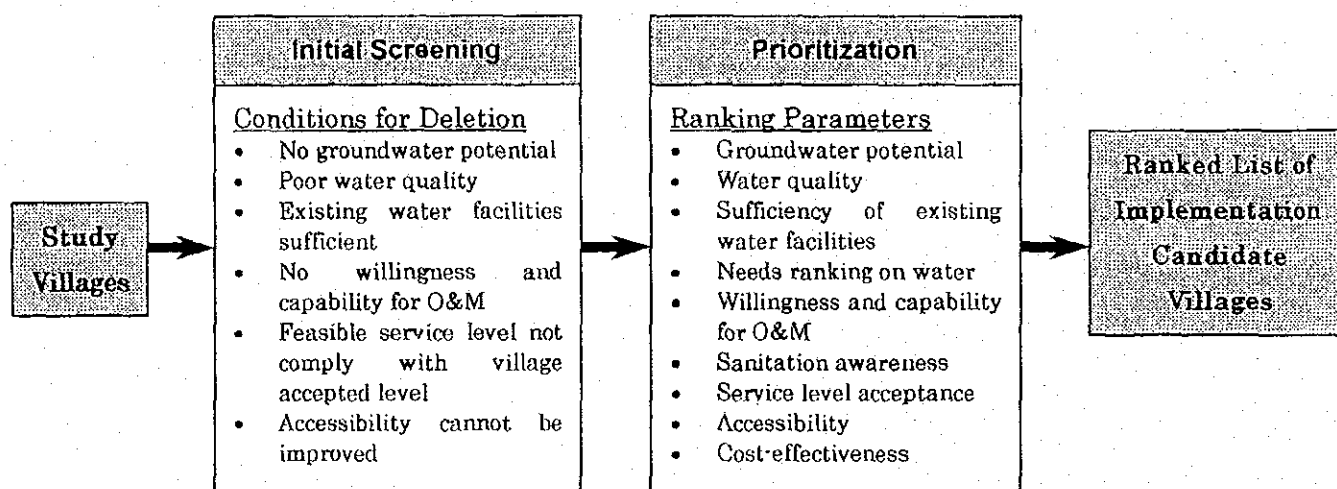 Study
Villages
Initial Screening
Conditions for Deletion
• No groundwater potential
• Poor water quality
• Existing water facilities
sufficient
• No willingness and
capability for O&M
• Feasible service level not
comply with village
accepted level
• Accessibility cannot be
improved
Prioritization
Ranking Parameters
• Groundwater potential
• Water quality
• Sufficiency of existing
water facilities
• Needs ranking on water
• Willingness and capability
for O&M
• Sanitation awareness
• Service level acceptance
• Accessibility
• Cost-effectiveness
Ranked List of
Implementation
Candidate
Villages